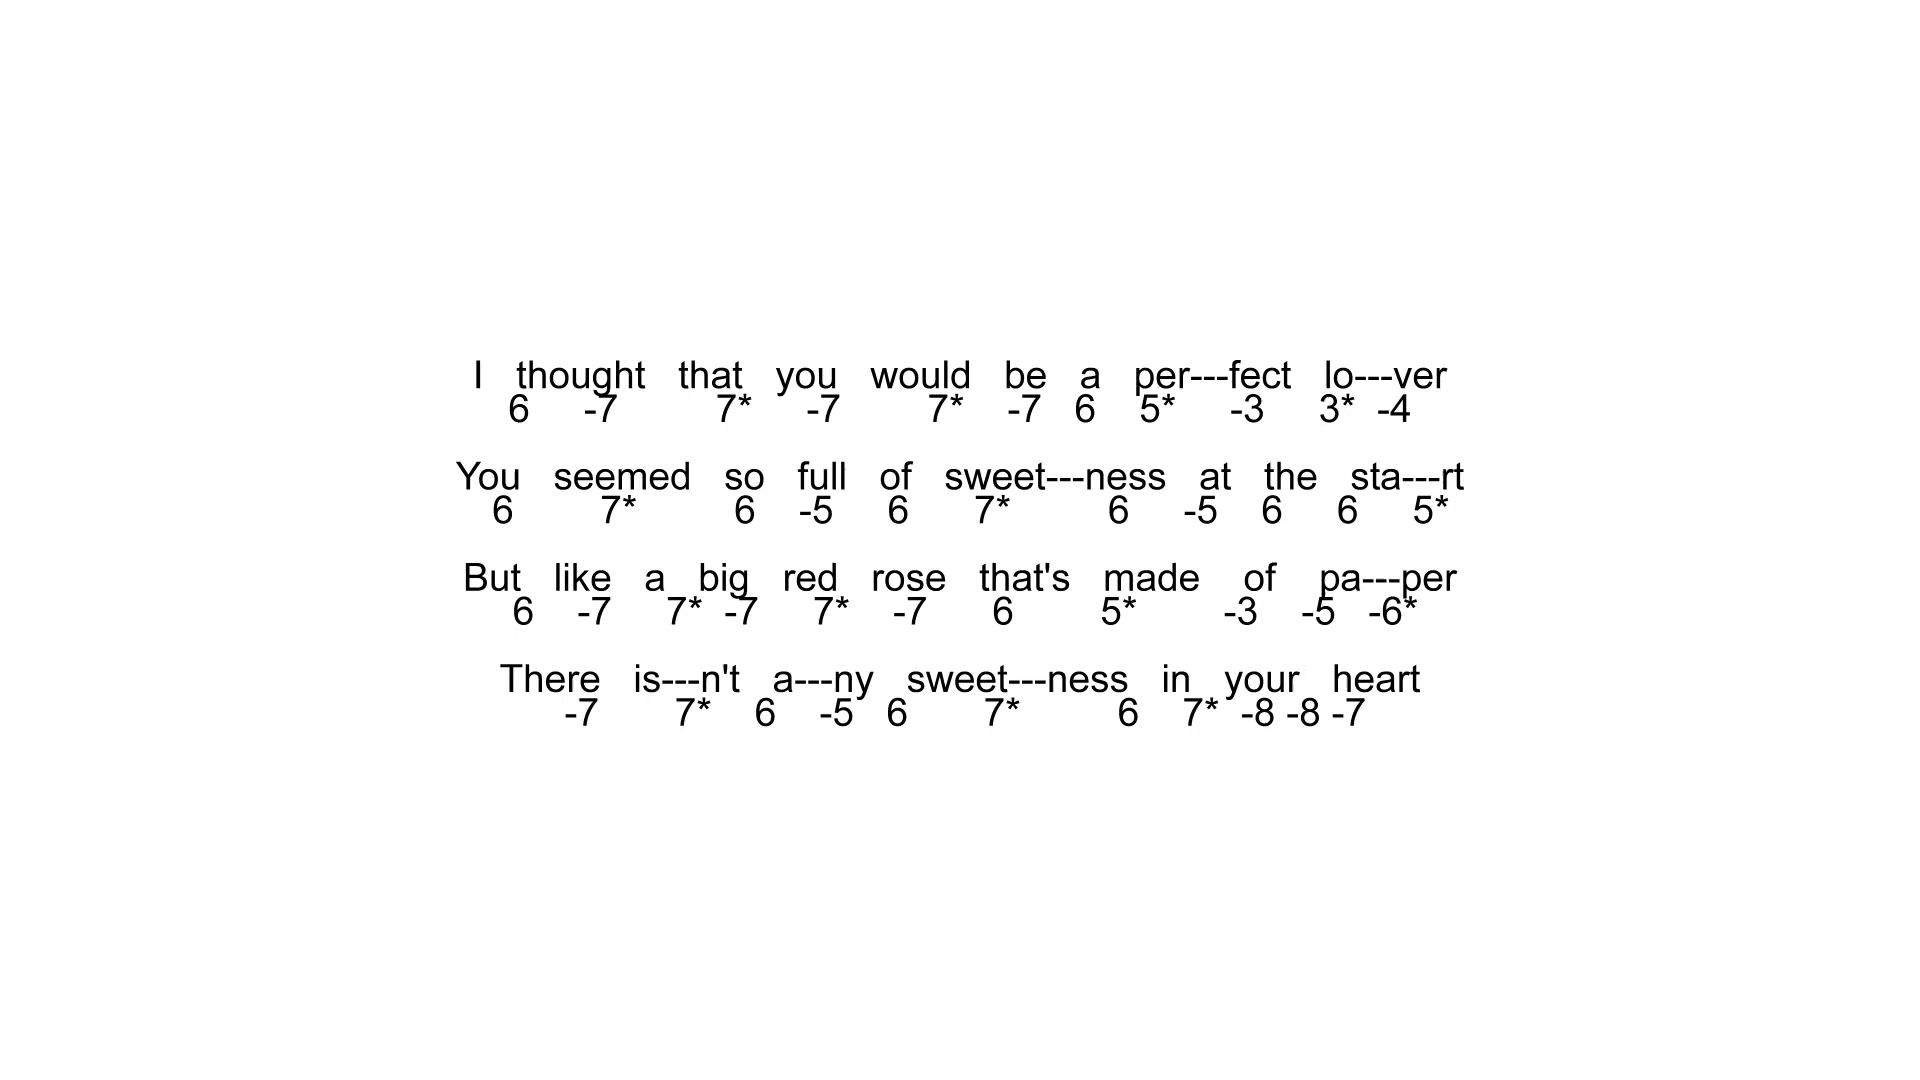 I thought that you would be a per---fect lo---ver
6 -7 7* -7 7* -7 6 5* -3 3* -4
You seemed so full of sweet---ness at the sta---rt
6 7* 6 -5 6 7* 6 -5 6 6 5*
But like a big red rose that's made of pa---per
6 -7 7* -7 7* -7 6 5* -3 -5 -6*
There is---n't a---ny sweet---ness in your heart
-7 7* 6 -5 6 7* 6 7* -8 -8 -7